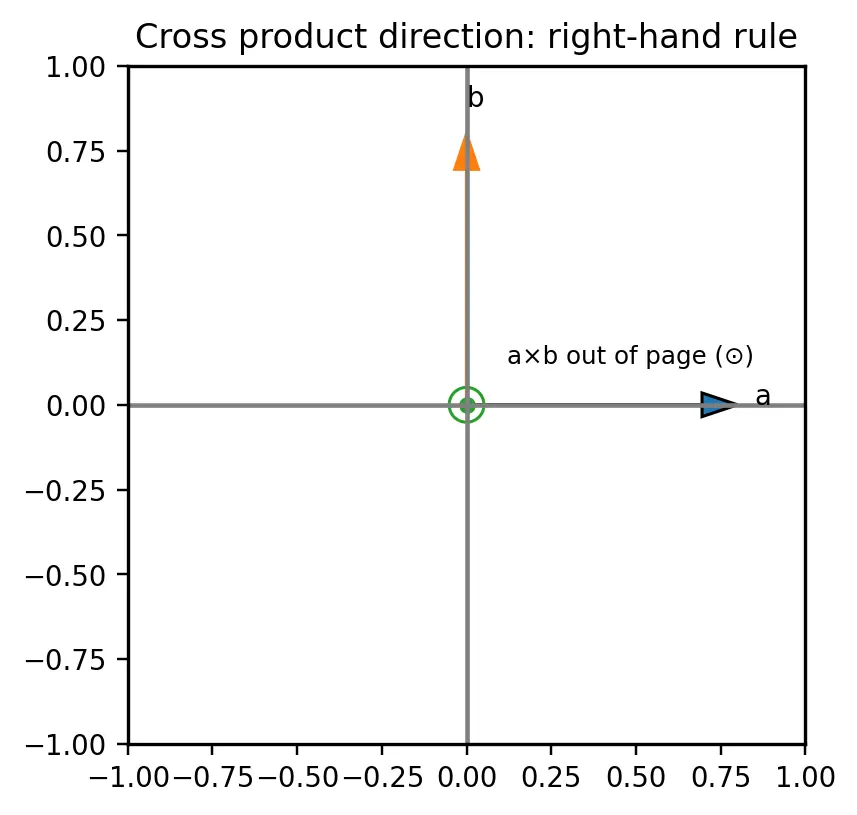 Cross product direction: right-hand rule
1.00
b
0.75
0.50
0.25
a×b out of page (⊙)
a
0.00
−0.25
−0.50
−0.75
−1.00
−1.00 −0.75 −0.50 −0.25 0.00 0.25 0.50 0.75 1.00